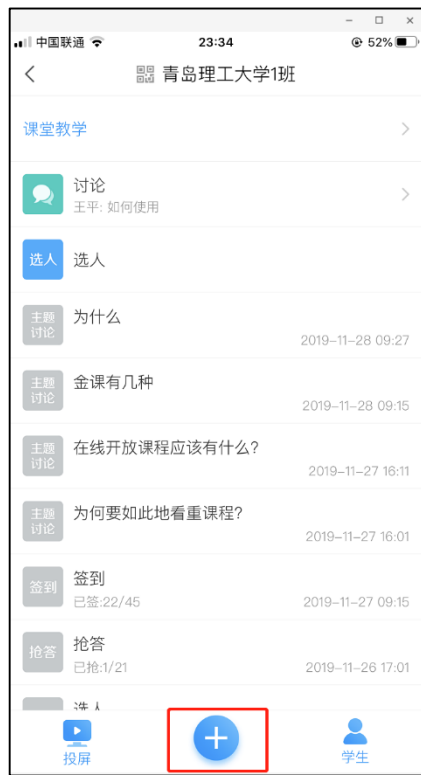 中国联通 23:34 52%
青岛理工大学1班
课堂教学
讨论
王平: 如何使用
选人 选人
主题讨论 为什么
2019-11-28 09:27
主题讨论 金课有几种
2019-11-28 09:15
主题讨论 在线开放课程应该有什么?
2019-11-27 16:11
主题讨论 为何要如此地看重课程?
2019-11-27 16:01
签到 签到
已签:22/45 2019-11-27 09:15
抢答 抢答
已抢:1/21 2019-11-26 17:01
选人
投屏 学生